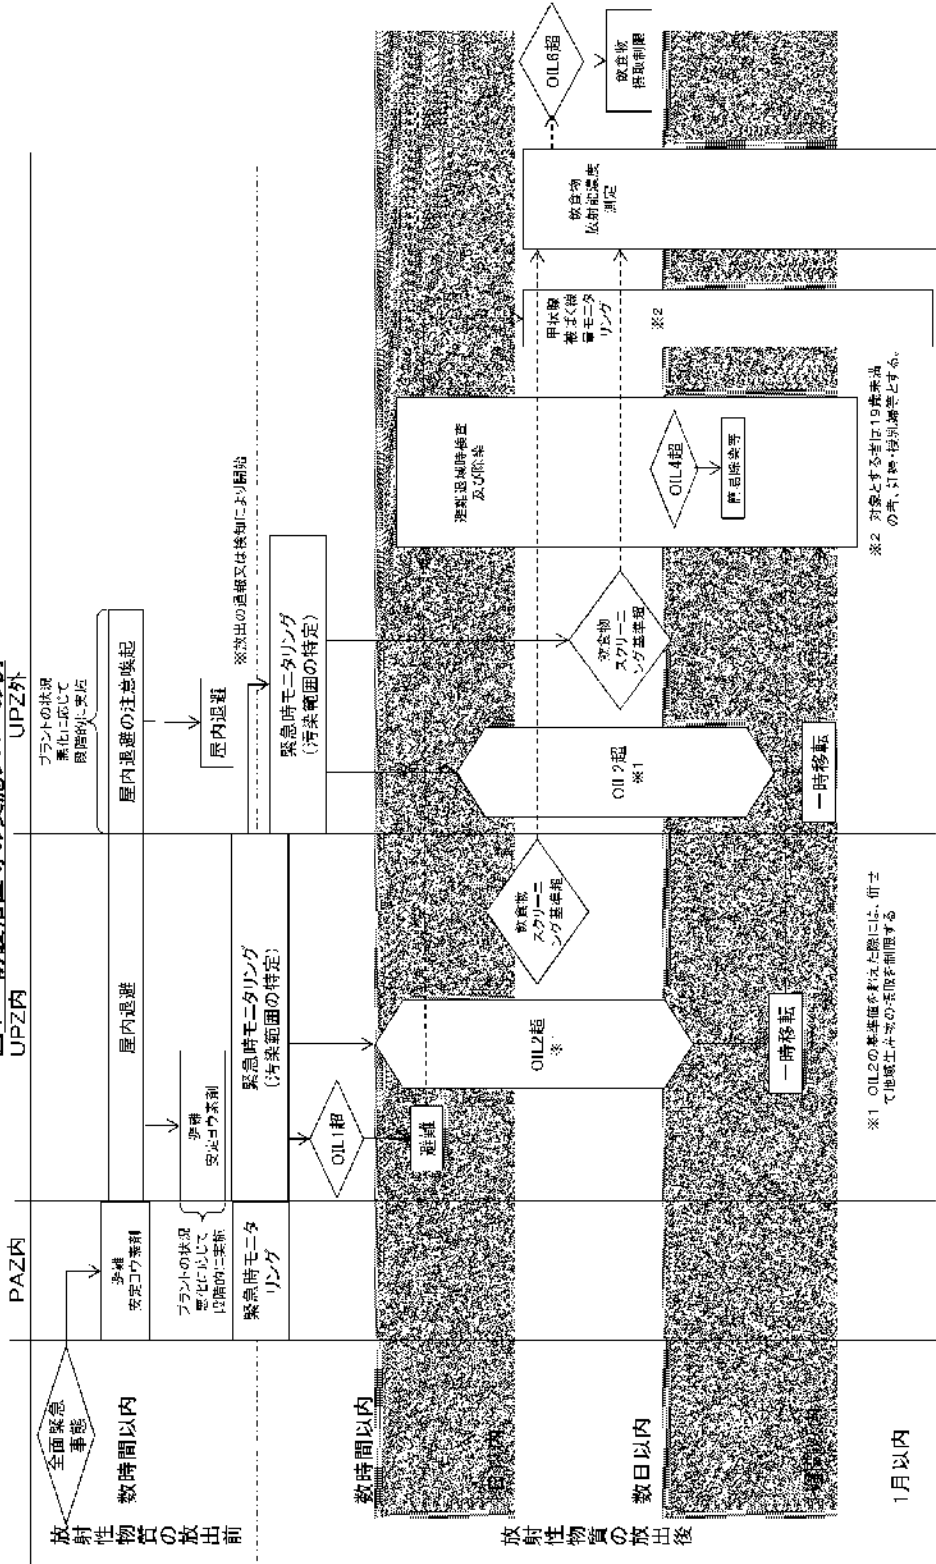 PAZ内
UPZ内
UPZ外
全面緊急
事態
数時間以内
放射性物質の放出前
避難
安定ヨウ素剤
プラントの状況
悪化に応じて
段階的に実施
緊急時モニタ
リング
屋内退避
避難
安定ヨウ素剤
緊急時モニタリング
(汚染範囲の特定)
プラントの状況
悪化に応じて
段階的に実施
屋内退避の注意喚起
屋内退避
※放出の通報又は検知により開始
緊急時モニタリング
(汚染範囲の特定)
数時間以内
放射性物質の放出後
数日以内
1月以内
OIL1超
避難
OIL2超
一時移転
飲食物
スクリーニ
ング基準超
OIL2超
※1
一時移転
飲食物
スクリーニ
ング基準超
避難退域時検査
及び除染
OIL4超
簡易除染等
甲状腺
被ばく線
量モニタ
リング
※2
飲食物
放射能濃度
測定
OIL6超
飲食物
摂取制限
※1 OIL2の基準値を超えた際には、併せ
て地域生産物の摂取を制限する
※2 対象とする者は19歳未満
の者、妊婦・授乳婦等とする。